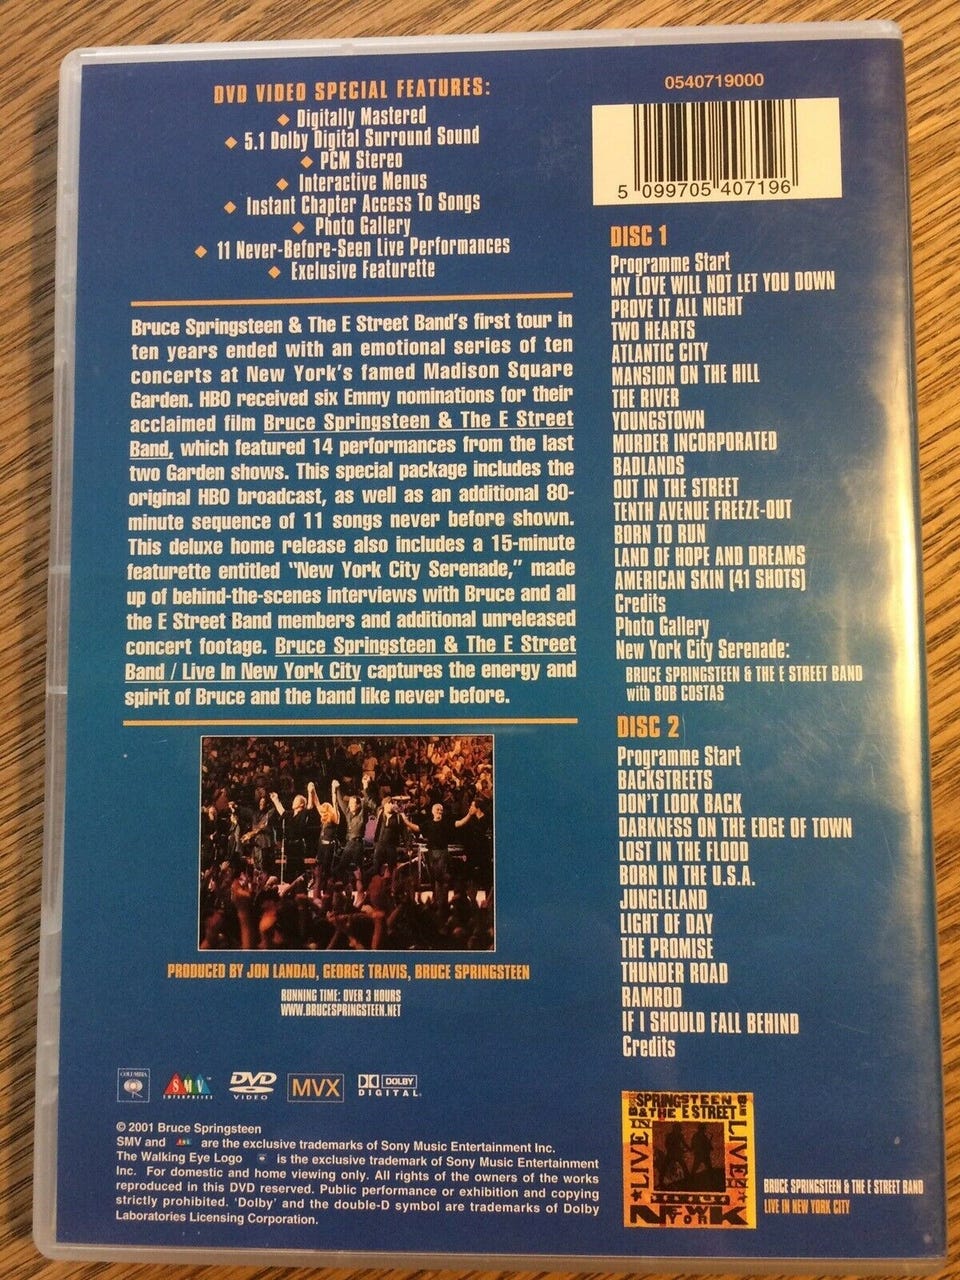 DVD VIDEO SPECIAL FEATURES:
◆ Digitally Mastered
◆ 5.1 Dolby Digital Surround Sound
◆ PCM Stereo
◆ Interactive Menus
◆ Instant Chapter Access To Songs
◆ Photo Gallery
◆ 11 Never-Before-Seen Live Performances
◆ Exclusive Featurette
Bruce Springsteen & The E Street Band's first tour in
ten years ended with an emotional series of ten
concerts at New York's famed Madison Square
Garden. HBO received six Emmy nominations for their
acclaimed film Bruce Springsteen & The E Street
Band, which featured 14 performances from the last
two Garden shows. This special package includes the
original HBO broadcast, as well as an additional 80-
minute sequence of 11 songs never before shown.
This deluxe home release also includes a 15-minute
featurette entitled "New York City Serenade," made
up of behind-the-scenes interviews with Bruce and all
the E Street Band members and additional unreleased
concert footage. Bruce Springsteen & The E Street
Band / Live In New York City captures the energy and
spirit of Bruce and the band like never before.
PRODUCED BY JON LANDAU, GEORGE TRAVIS, BRUCE SPRINGSTEEN
RUNNING TIME: OVER 3 HOURS
WWW.BRUCESPRINGSTEEN.NET
COLUMBIA
SMV
ENTERPRISES
DVD
VIDEO
MVX
DOLBY
DIGITAL
© 2001 Bruce Springsteen
SMV and SMV are the exclusive trademarks of Sony Music Entertainment Inc.
The Walking Eye Logo is the exclusive trademark of Sony Music Entertainment
Inc. For domestic and home viewing only. All rights of the owners of the works
reproduced in this DVD reserved. Public performance or exhibition and copying
strictly prohibited. 'Dolby' and the double-D symbol are trademarks of Dolby
Laboratories Licensing Corporation.
0540719000
5 099705 407196
DISC 1
Programme Start
MY LOVE WILL NOT LET YOU DOWN
PROVE IT ALL NIGHT
TWO HEARTS
ATLANTIC CITY
MANSION ON THE HILL
THE RIVER
YOUNGSTOWN
MURDER INCORPORATED
BADLANDS
OUT IN THE STREET
TENTH AVENUE FREEZE-OUT
BORN TO RUN
LAND OF HOPE AND DREAMS
AMERICAN SKIN [41 SHOTS]
Credits
Photo Gallery
New York City Serenade:
BRUCE SPRINGSTEEN & THE E STREET BAND
with BOB COSTAS
DISC 2
Programme Start
BACKSTREETS
DON'T LOOK BACK
DARKNESS ON THE EDGE OF TOWN
LOST IN THE FLOOD
BORN IN THE U.S.A.
JUNGLELAND
LIGHT OF DAY
THE PROMISE
THUNDER ROAD
RAMROD
IF I SHOULD FALL BEHIND
Credits
SPRINGSTEEN
& THE E STREET
LIVE IN
LIVE IN
NEW
YORK
BRUCE SPRINGSTEEN & THE E STREET BAND
LIVE IN NEW YORK CITY